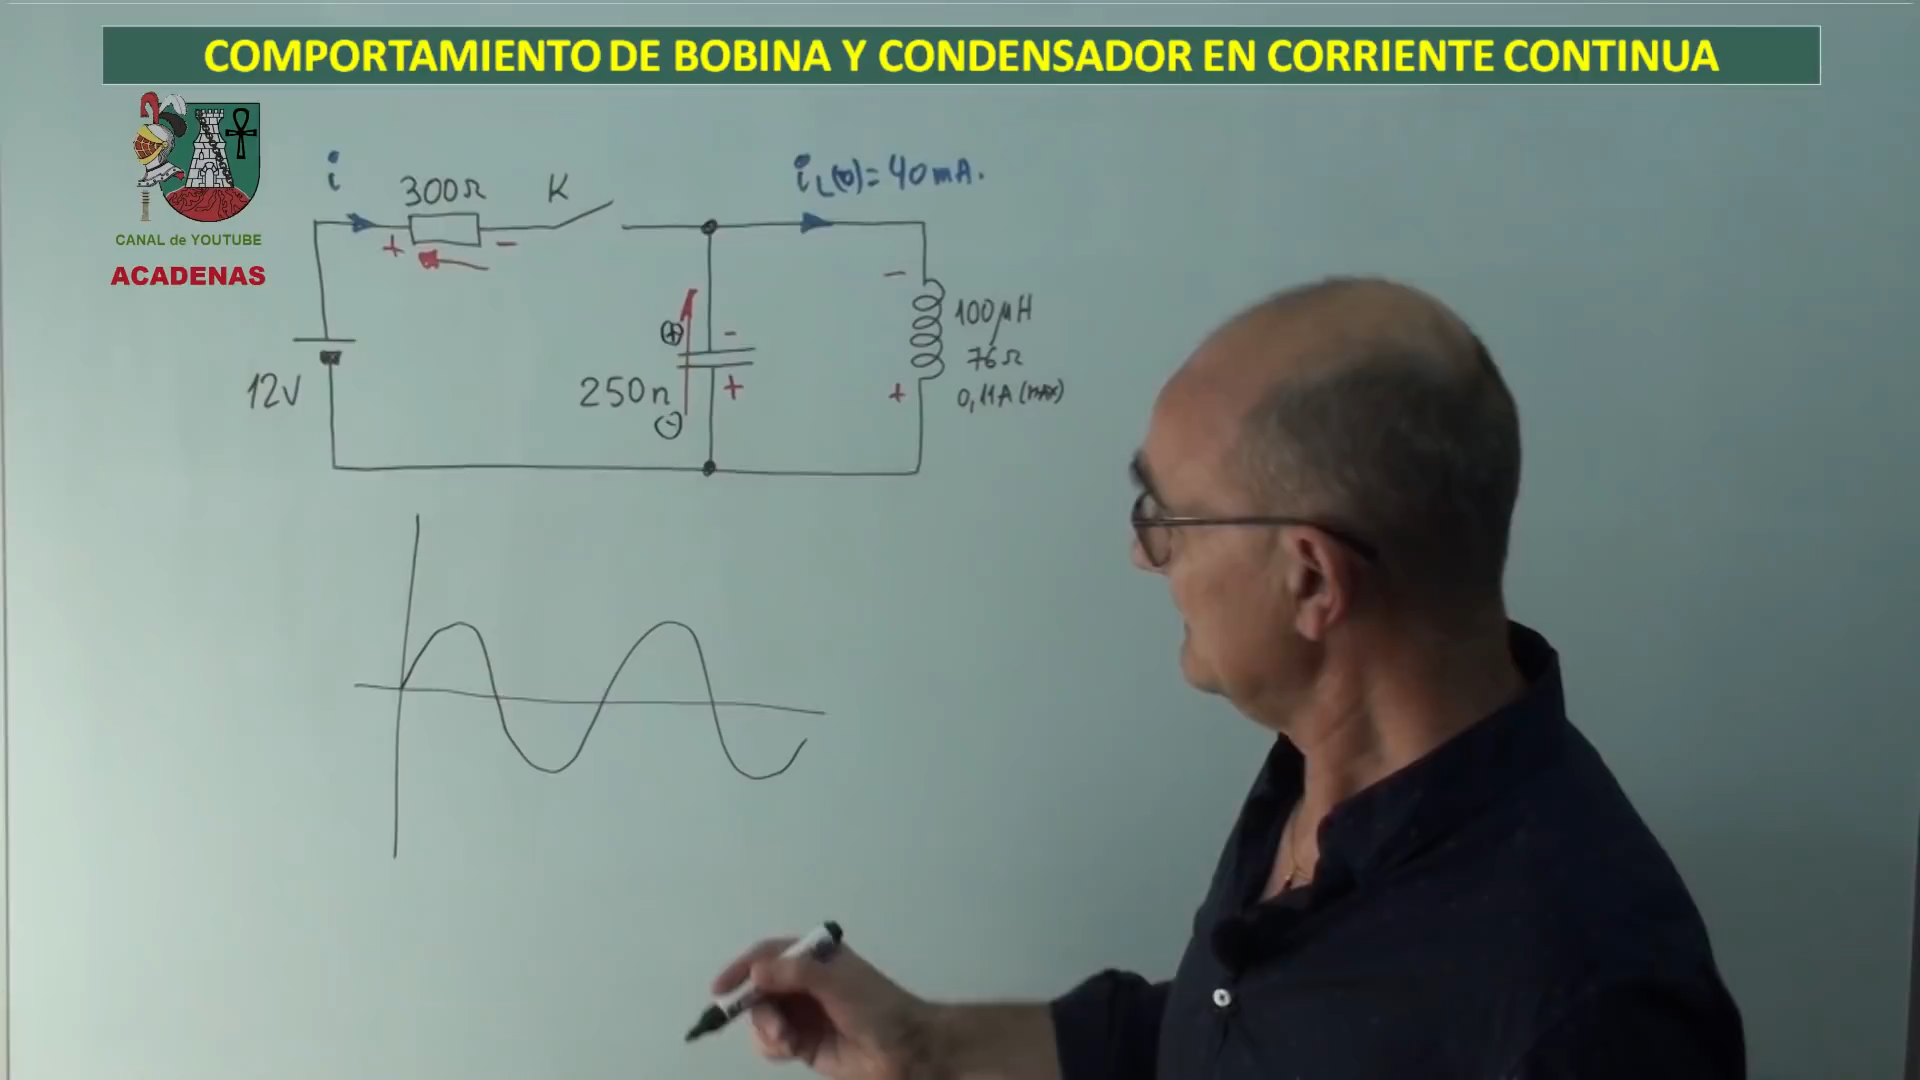 COMPORTAMIENTO DE BOBINA Y CONDENSADOR EN CORRIENTE CONTINUA
CANAL de YOUTUBE
ACADENAS
i
300Ω
K
iL(0)= 40mA.
+ -
-
100μH
76Ω
0,11A (MAX)
+
12V
250n
+ -
- +